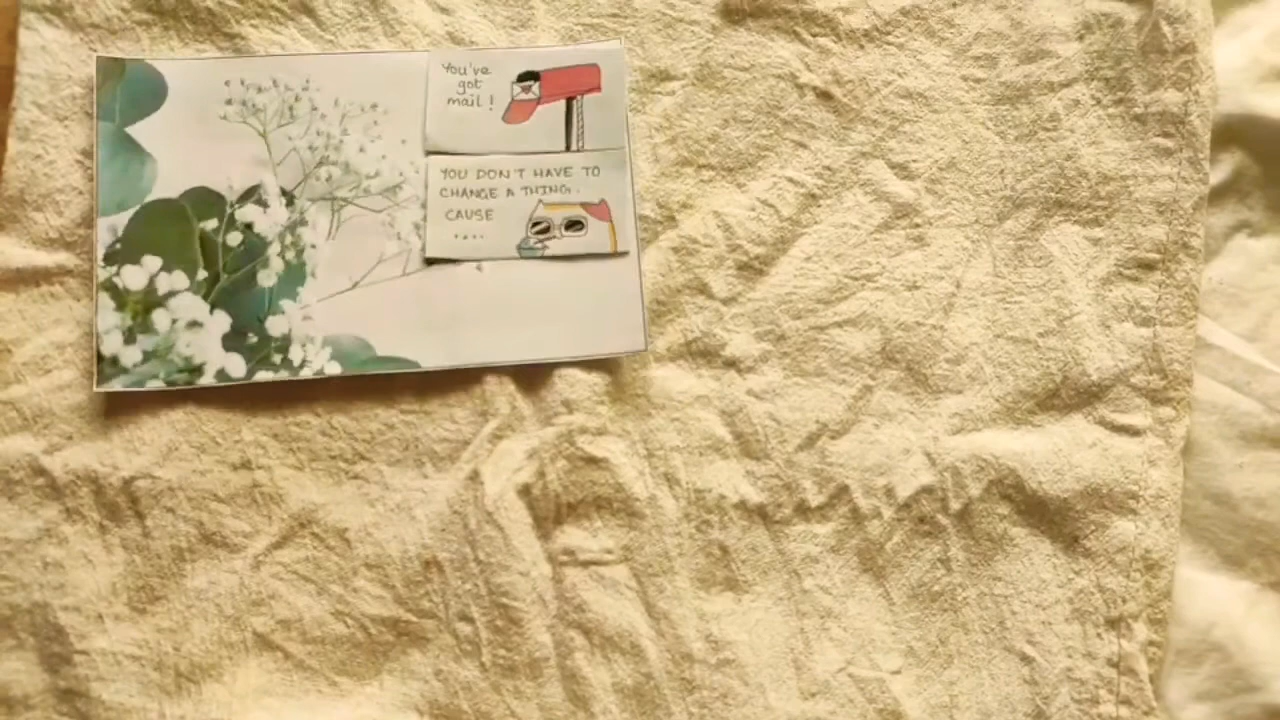 You've
got
mail!
YOU DON'T HAVE TO
CHANGE A THING.
CAUSE
....